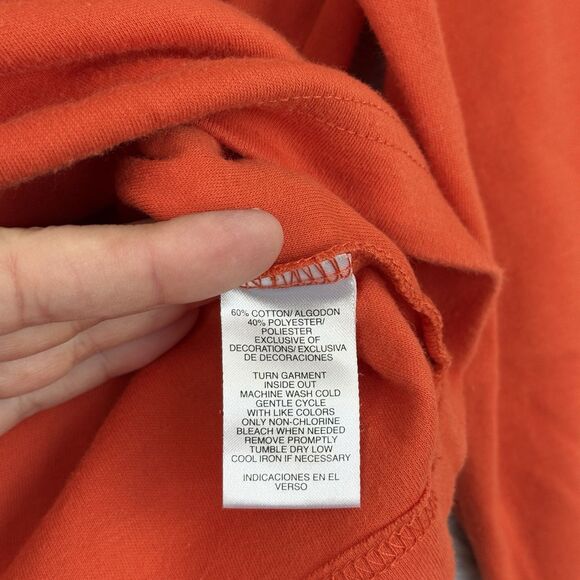 60% COTTON/ ALGODON
40% POLYESTER/
POLIESTER
EXCLUSIVE OF
DECORATIONS/ EXCLUSIVA
DE DECORACIONES
TURN GARMENT
INSIDE OUT
MACHINE WASH COLD
GENTLE CYCLE
WITH LIKE COLORS
ONLY NON-CHLORINE
BLEACH WHEN NEEDED
REMOVE PROMPTLY
TUMBLE DRY LOW
COOL IRON IF NECESSARY
INDICACIONES EN EL
VERSO